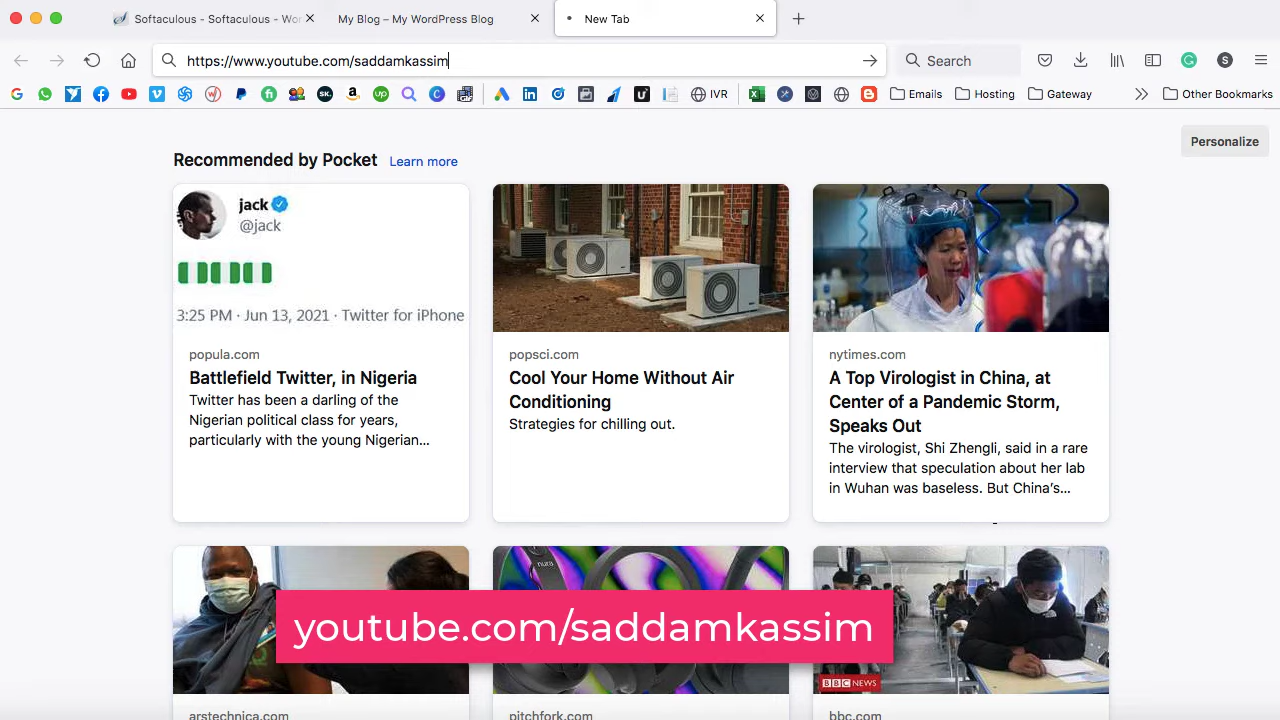 Softaculous - Softaculous - Wor
My Blog – My WordPress Blog
New Tab
https://www.youtube.com/saddamkassim
Search
S
IVR
Emails
Hosting
Gateway
Other Bookmarks
Personalize
Recommended by Pocket Learn more
jack
@jack
3:25 PM · Jun 13, 2021 · Twitter for iPhone
popula.com
Battlefield Twitter, in Nigeria
Twitter has been a darling of the
Nigerian political class for years,
particularly with the young Nigerian...
popsci.com
Cool Your Home Without Air
Conditioning
Strategies for chilling out.
nytimes.com
A Top Virologist in China, at
Center of a Pandemic Storm,
Speaks Out
The virologist, Shi Zhengli, said in a rare
interview that speculation about her lab
in Wuhan was baseless. But China's...
nura
youtube.com/saddamkassim
BBC NEWS
arstechnica.com
pitchfork.com
bbc.com